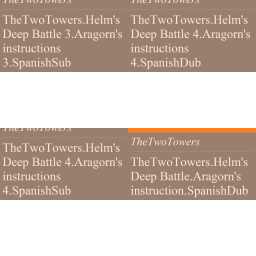 TheTwoTowers
TheTwoTowers
TheTwoTowers.Helm's
Deep Battle 3.Aragorn's
instructions
3.SpanishSub
TheTwoTowers.Helm's
Deep Battle 4.Aragorn's
instructions
4.SpanishDub
TheTwoTowers
TheTwoTowers.Helm's
Deep Battle 4.Aragorn's
instructions
4.SpanishSub
TheTwoTowers
TheTwoTowers.Helm's
Deep Battle.Aragorn's
instruction.SpanishDub